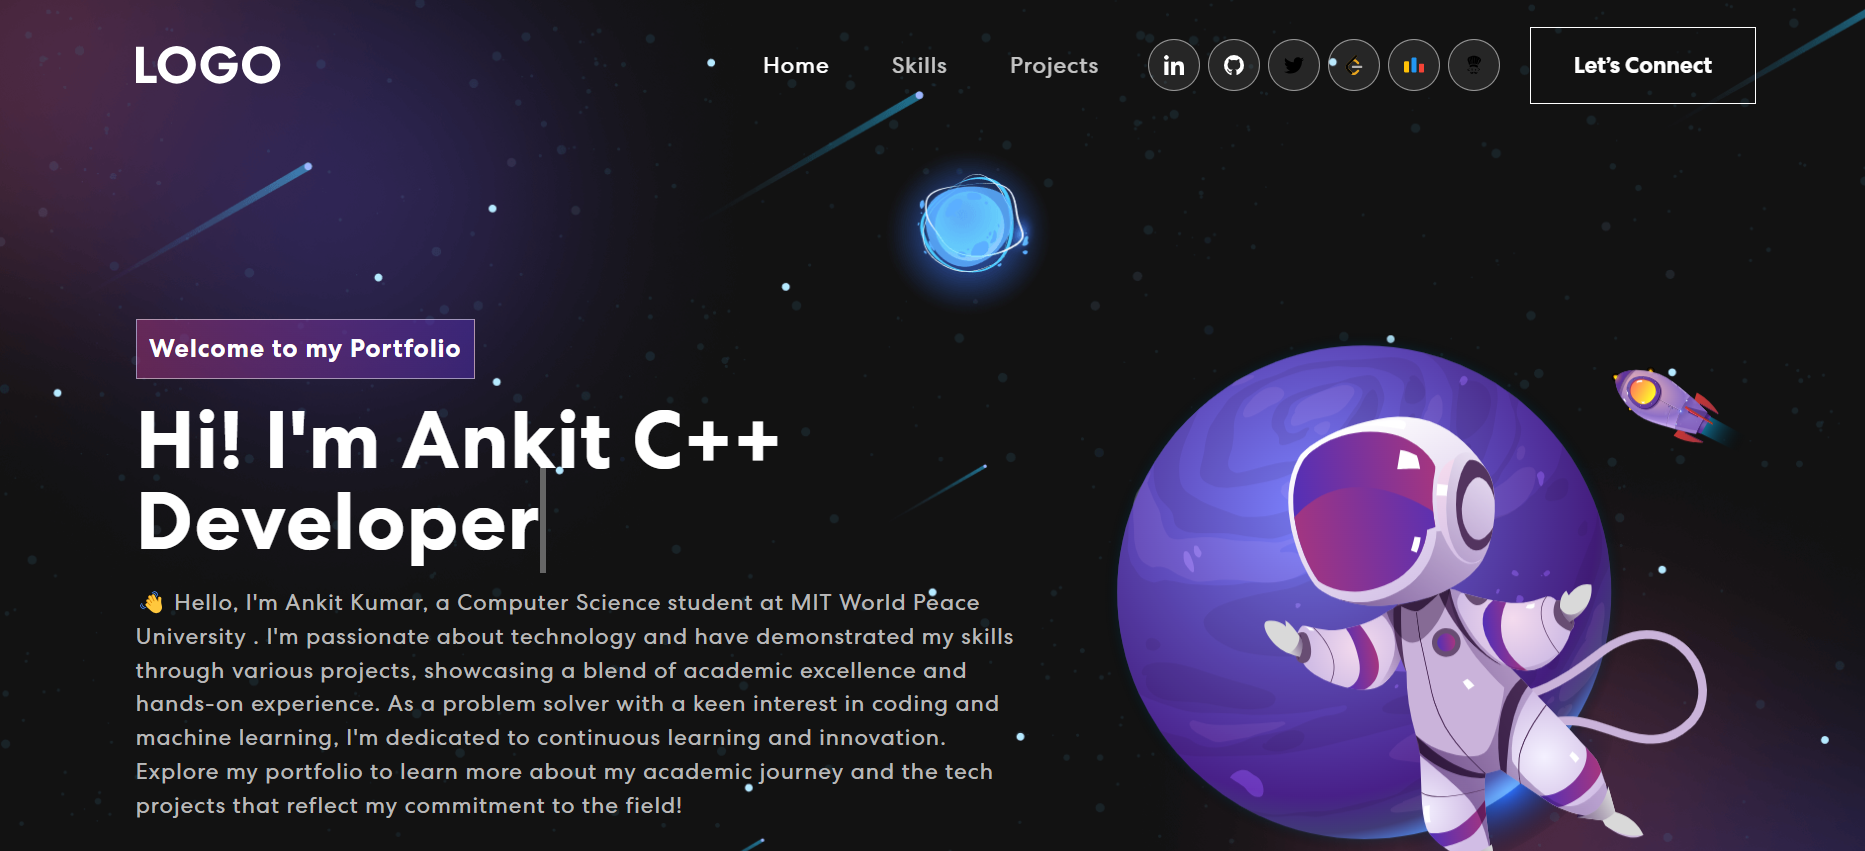 LOGO
Home Skills Projects Let’s Connect
Welcome to my Portfolio
Hi! I'm Ankit C++
Developer
👋 Hello, I'm Ankit Kumar, a Computer Science student at MIT World Peace
University . I'm passionate about technology and have demonstrated my skills
through various projects, showcasing a blend of academic excellence and
hands-on experience. As a problem solver with a keen interest in coding and
machine learning, I'm dedicated to continuous learning and innovation.
Explore my portfolio to learn more about my academic journey and the tech
projects that reflect my commitment to the field!